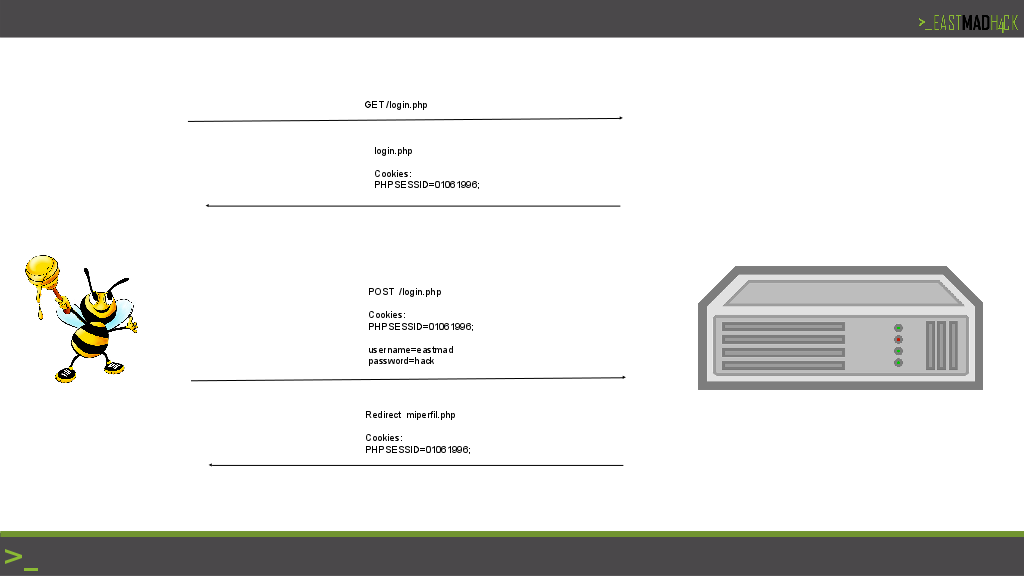 >_EASTMADH4CK
GET /login.php
login.php
Cookies:
PHPSESSID=01061996;
POST /login.php
Cookies:
PHPSESSID=01061996;
username=eastmad
password=hack
Redirect miperfil.php
Cookies:
PHPSESSID=01061996;
>_